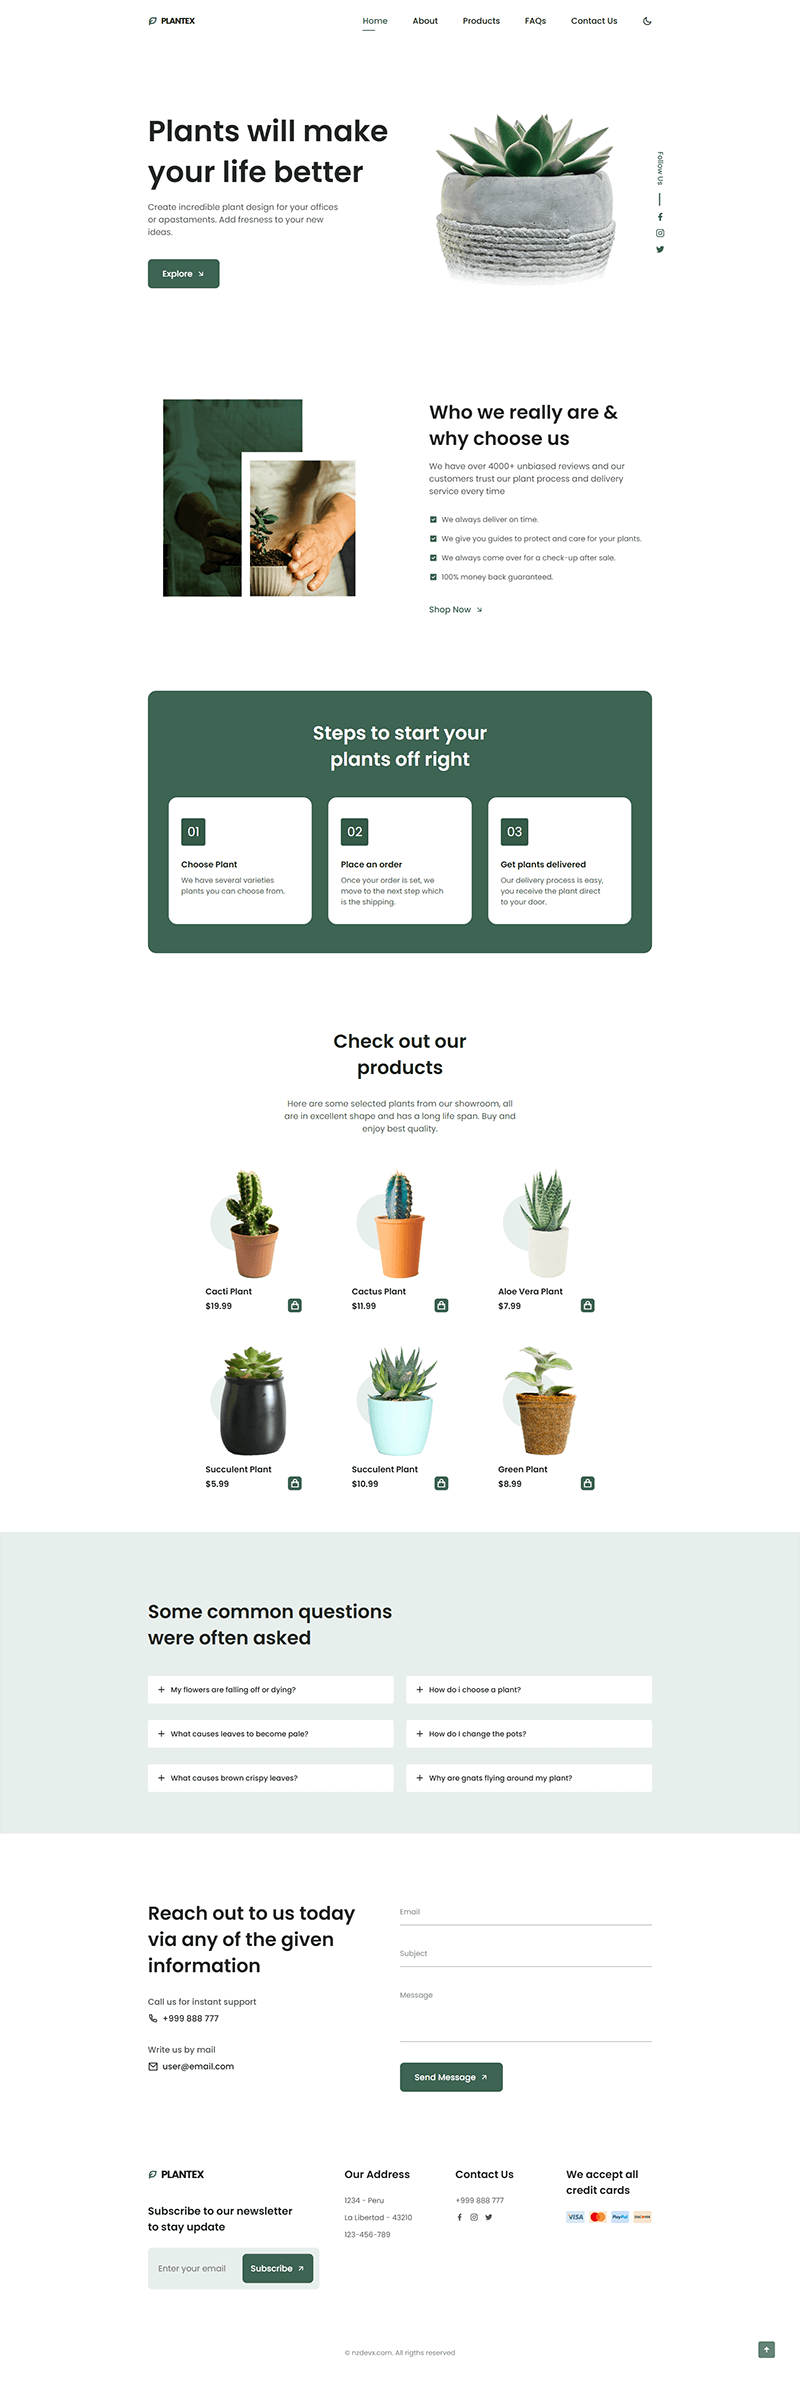 PLANTEX
Home About Products FAQs Contact Us
Plants will make
your life better
Create incredible plant design for your offices
or apastaments. Add fresness to your new
ideas.
Explore
Follow Us
Who we really are &
why choose us
We have over 4000+ unbiased reviews and our
customers trust our plant process and delivery
service every time
We always deliver on time.
We give you guides to protect and care for your plants.
We always come over for a check-up after sale.
100% money back guaranteed.
Shop Now
Steps to start your
plants off right
01
Choose Plant
We have several varieties
plants you can choose from.
02
Place an order
Once your order is set, we
move to the next step which
is the shipping.
03
Get plants delivered
Our delivery process is easy,
you receive the plant direct
to your door.
Check out our
products
Here are some selected plants from our showroom, all
are in excellent shape and has a long life span. Buy and
enjoy best quality.
Cacti Plant
$19.99
Cactus Plant
$11.99
Aloe Vera Plant
$7.99
Succulent Plant
$5.99
Succulent Plant
$10.99
Green Plant
$8.99
Some common questions
were often asked
My flowers are falling off or dying?
How do i choose a plant?
What causes leaves to become pale?
How do I change the pots?
What causes brown crispy leaves?
Why are gnats flying around my plant?
Reach out to us today
via any of the given
information
Call us for instant support
+999 888 777
Write us by mail
user@email.com
Email
Subject
Message
Send Message
PLANTEX
Subscribe to our newsletter
to stay update
Enter your email
Subscribe
Our Address
1234 - Peru
La Libertad - 43210
123-456-789
Contact Us
+999 888 777
We accept all
credit cards
VISA
PayPal
DISCOVER
© nzdevx.com. All rigths reserved